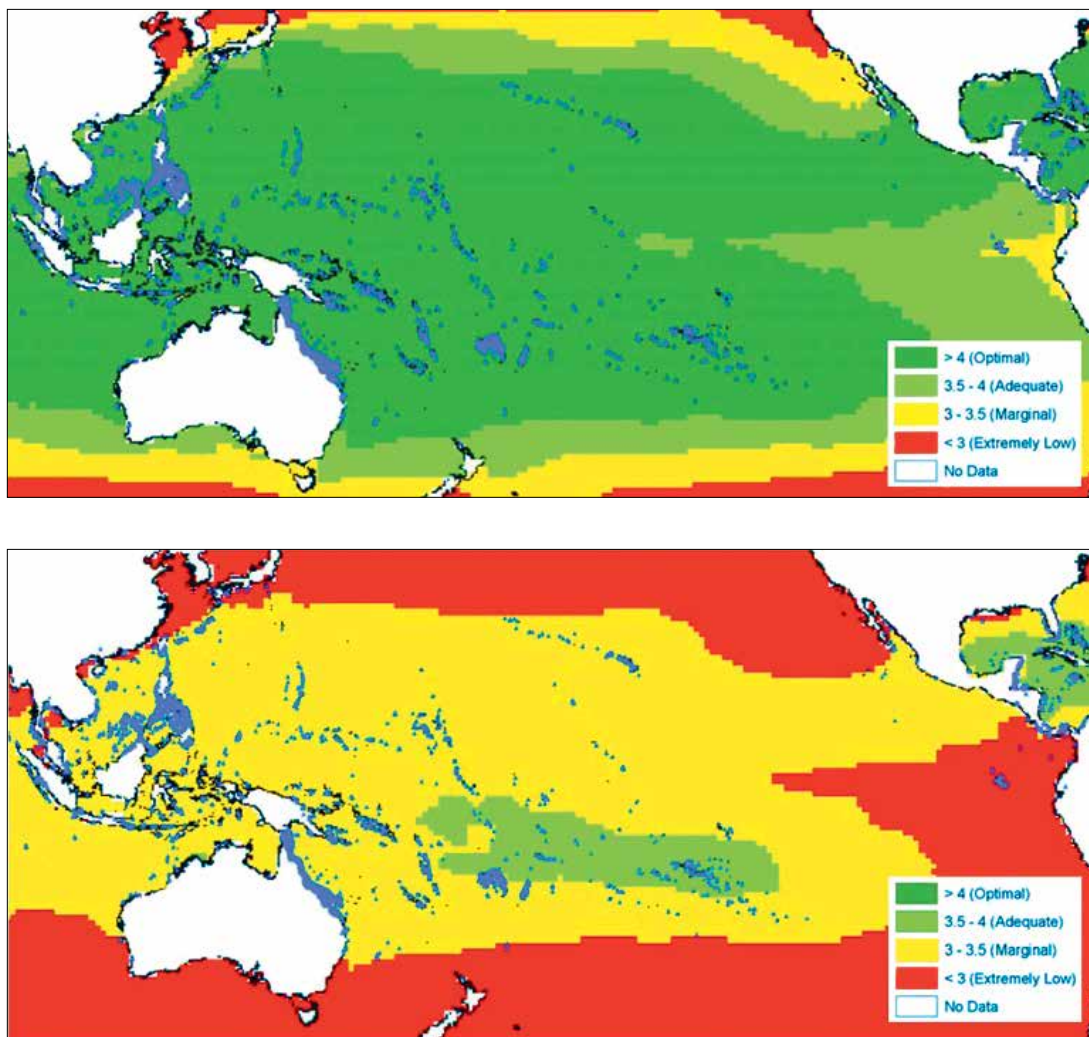 > 4 (Optimal)
3.5 - 4 (Adequate)
3 - 3.5 (Marginal)
< 3 (Extremely Low)
No Data
> 4 (Optimal)
3.5 - 4 (Adequate)
3 - 3.5 (Marginal)
< 3 (Extremely Low)
No Data